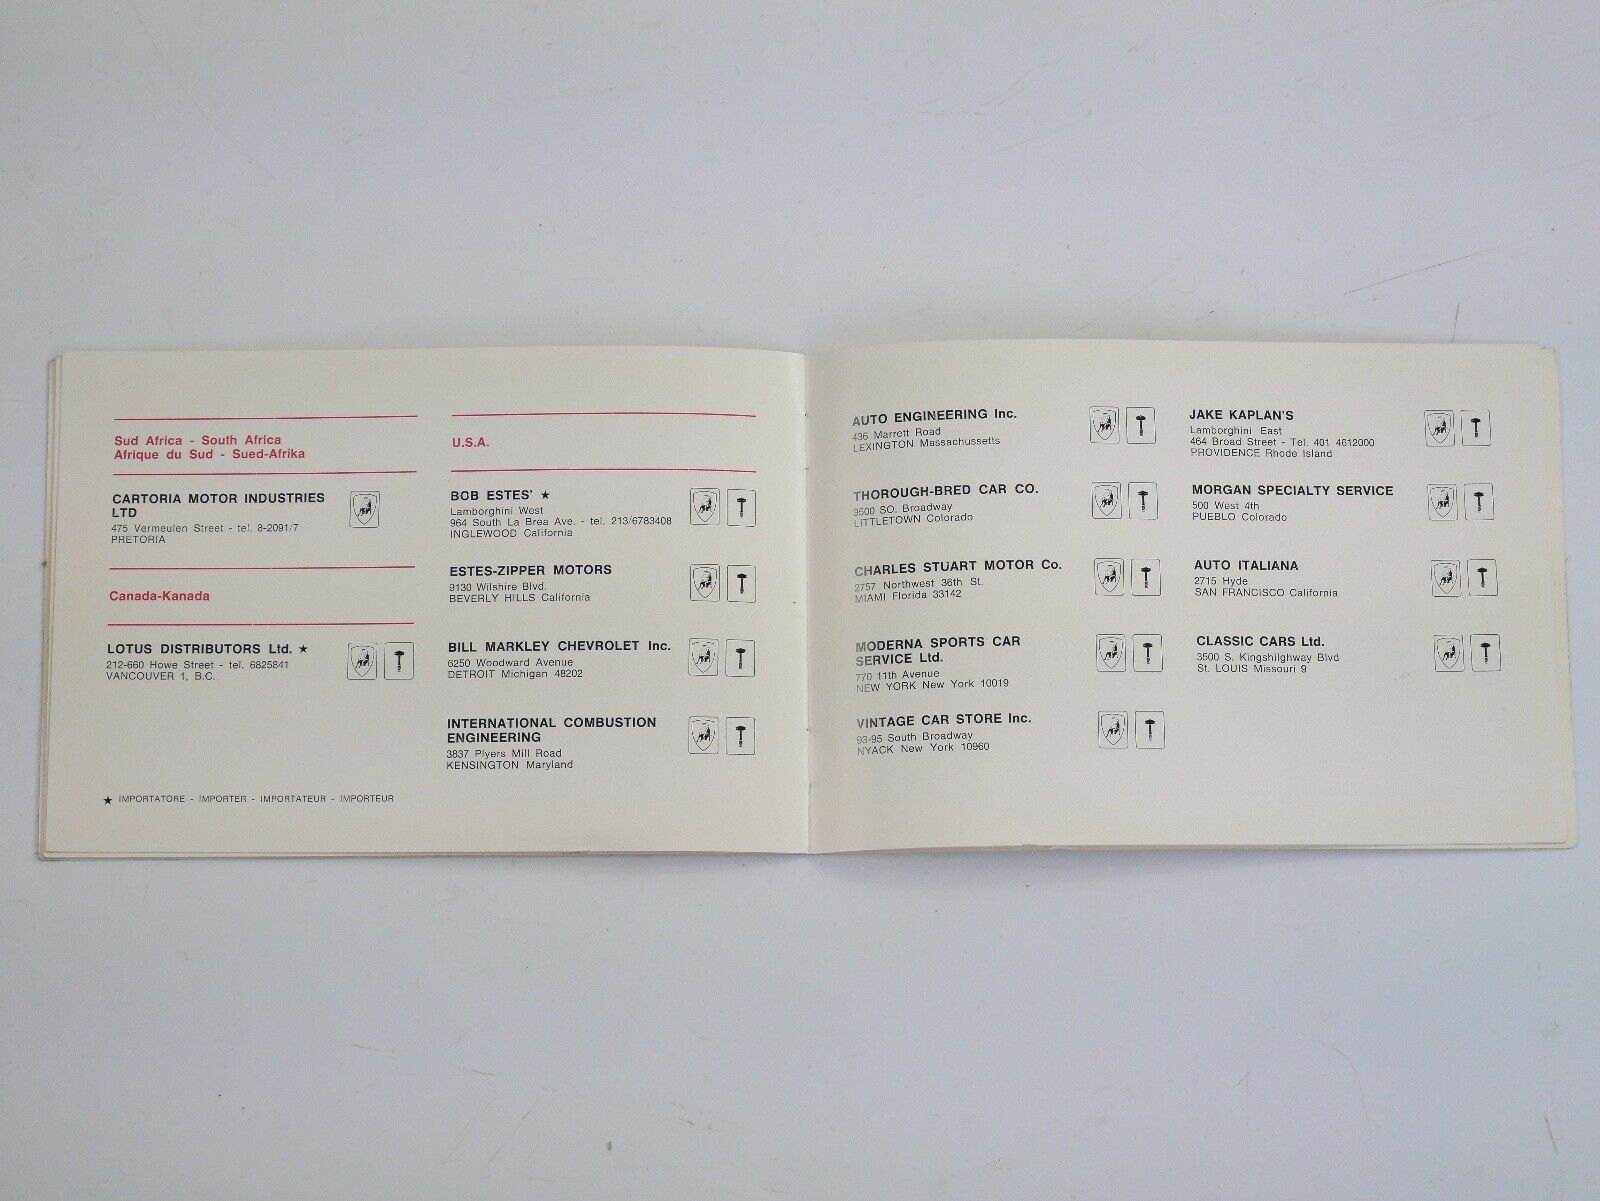 Sud Africa - South Africa
Afrique du Sud - Sued-Afrika
CARTORIA MOTOR INDUSTRIES
LTD
475 Vermeulen Street - tel. 8-2091/7
PRETORIA
Canada-Kanada
LOTUS DISTRIBUTORS Ltd. ★
212-660 Howe Street - tel. 6825841
VANCOUVER 1, B.C.
★ IMPORTATORE - IMPORTER - IMPORTATEUR - IMPORTEUR
U.S.A.
BOB ESTES' ★
Lamborghini West
964 South La Brea Ave. - tel. 213/6783408
INGLEWOOD California
ESTES-ZIPPER MOTORS
9130 Wilshire Blvd.
BEVERLY HILLS California
BILL MARKLEY CHEVROLET Inc.
6250 Woodward Avenue
DETROIT Michigan 48202
INTERNATIONAL COMBUSTION
ENGINEERING
3837 Plyers Mill Road
KENSINGTON Maryland
AUTO ENGINEERING Inc.
436 Marrett Road
LEXINGTON Massachussetts
THOROUGH-BRED CAR CO.
9500 SO. Broadway
LITTLETOWN Colorado
CHARLES STUART MOTOR Co.
2757 Northwest 36th St.
MIAMI Florida 33142
MODERNA SPORTS CAR
SERVICE Ltd.
770 11th Avenue
NEW YORK New York 10019
VINTAGE CAR STORE Inc.
93-95 South Broadway
NYACK New York 10960
JAKE KAPLAN'S
Lamborghini East
464 Broad Street - Tel. 401 4612000
PROVIDENCE Rhode Island
MORGAN SPECIALTY SERVICE
500 West 4th
PUEBLO Colorado
AUTO ITALIANA
2715 Hyde
SAN FRANCISCO California
CLASSIC CARS Ltd.
3500 S. Kingshilghway Blvd
St. LOUIS Missouri 9